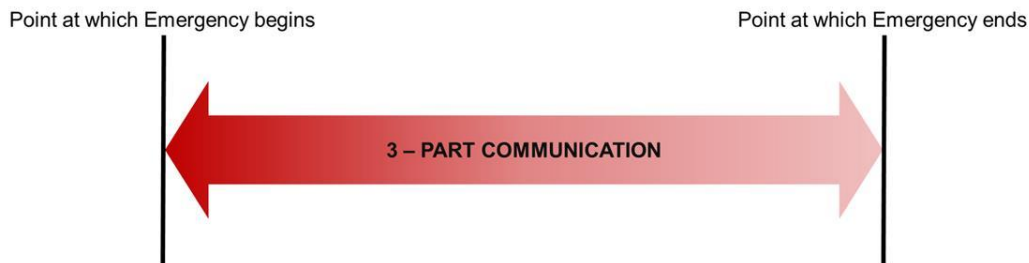 Point at which Emergency begins
Point at which Emergency ends
3 – PART COMMUNICATION